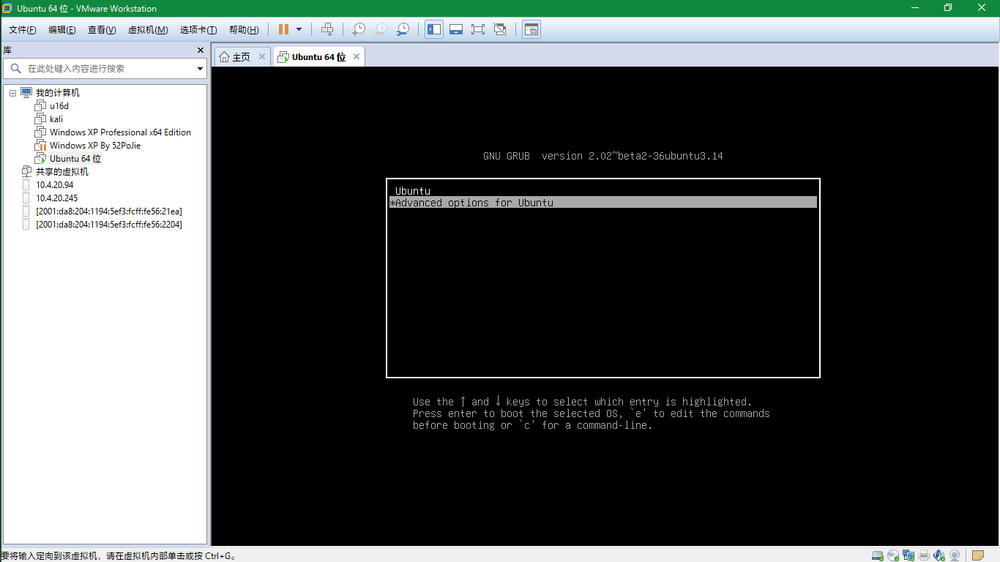 Ubuntu 64 位 - VMware Workstation
文件(F) 编辑(E) 查看(V) 虚拟机(M) 选项卡(T) 帮助(H)
库
在此处键入内容进行搜索
我的计算机
u16d
kali
Windows XP Professional x64 Edition
Windows XP By 52PoJie
Ubuntu 64 位
共享的虚拟机
10.4.20.94
10.4.20.245
[2001:da8:204:1194:5ef3:fcff:fe56:21ea]
[2001:da8:204:1194:5ef3:fcff:fe56:2204]
主页 Ubuntu 64 位
GNU GRUB  version 2.02~beta2-36ubuntu3.14
Ubuntu
*Advanced options for Ubuntu
Use the ↑ and ↓ keys to select which entry is highlighted.
Press enter to boot the selected OS, `e' to edit the commands
before booting or `c' for a command-line.
要将输入定向到该虚拟机，请在虚拟机内部单击或按 Ctrl+G。